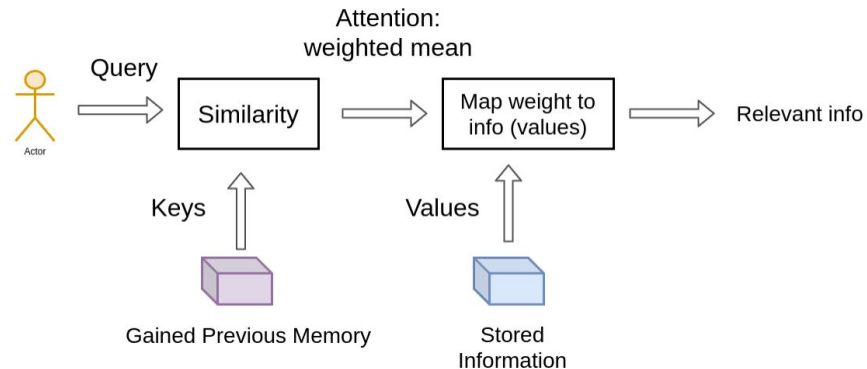 Attention:
weighted mean
Query
Similarity
Map weight to
info (values)
Relevant info
Actor
Keys
Values
Gained Previous Memory
Stored
Information